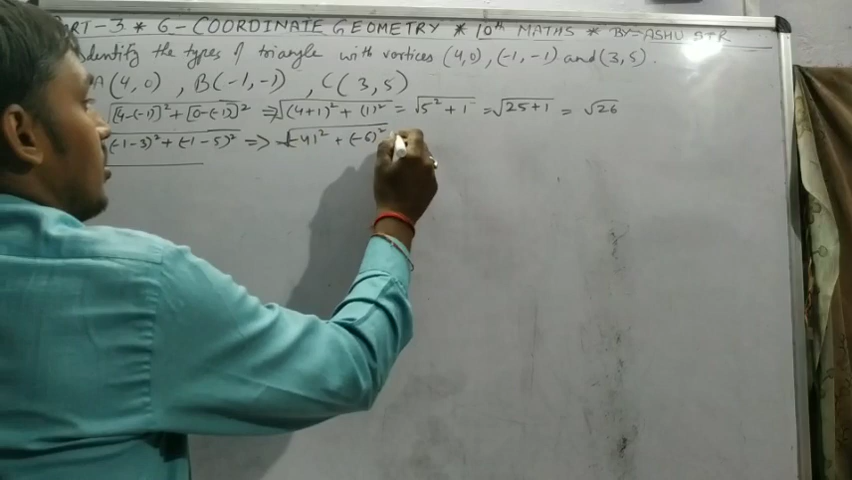 PART-3 * 6-COORDINATE GEOMETRY * 10th MATHS * BY=ASHU SIR
Identify the types of triangle with vertices (4,0), (-1, -1) and (3, 5).
A(4, 0) , B(-1, -1) , C(3, 5)
√[4-(-1)]²+[0-(-1)]² ⇒ √(4+1)² + (1)² = √5² + 1 = √25+1 = √26
√(-1-3)² + (-1-5)² ⇒ √(-4)² + (-6)²